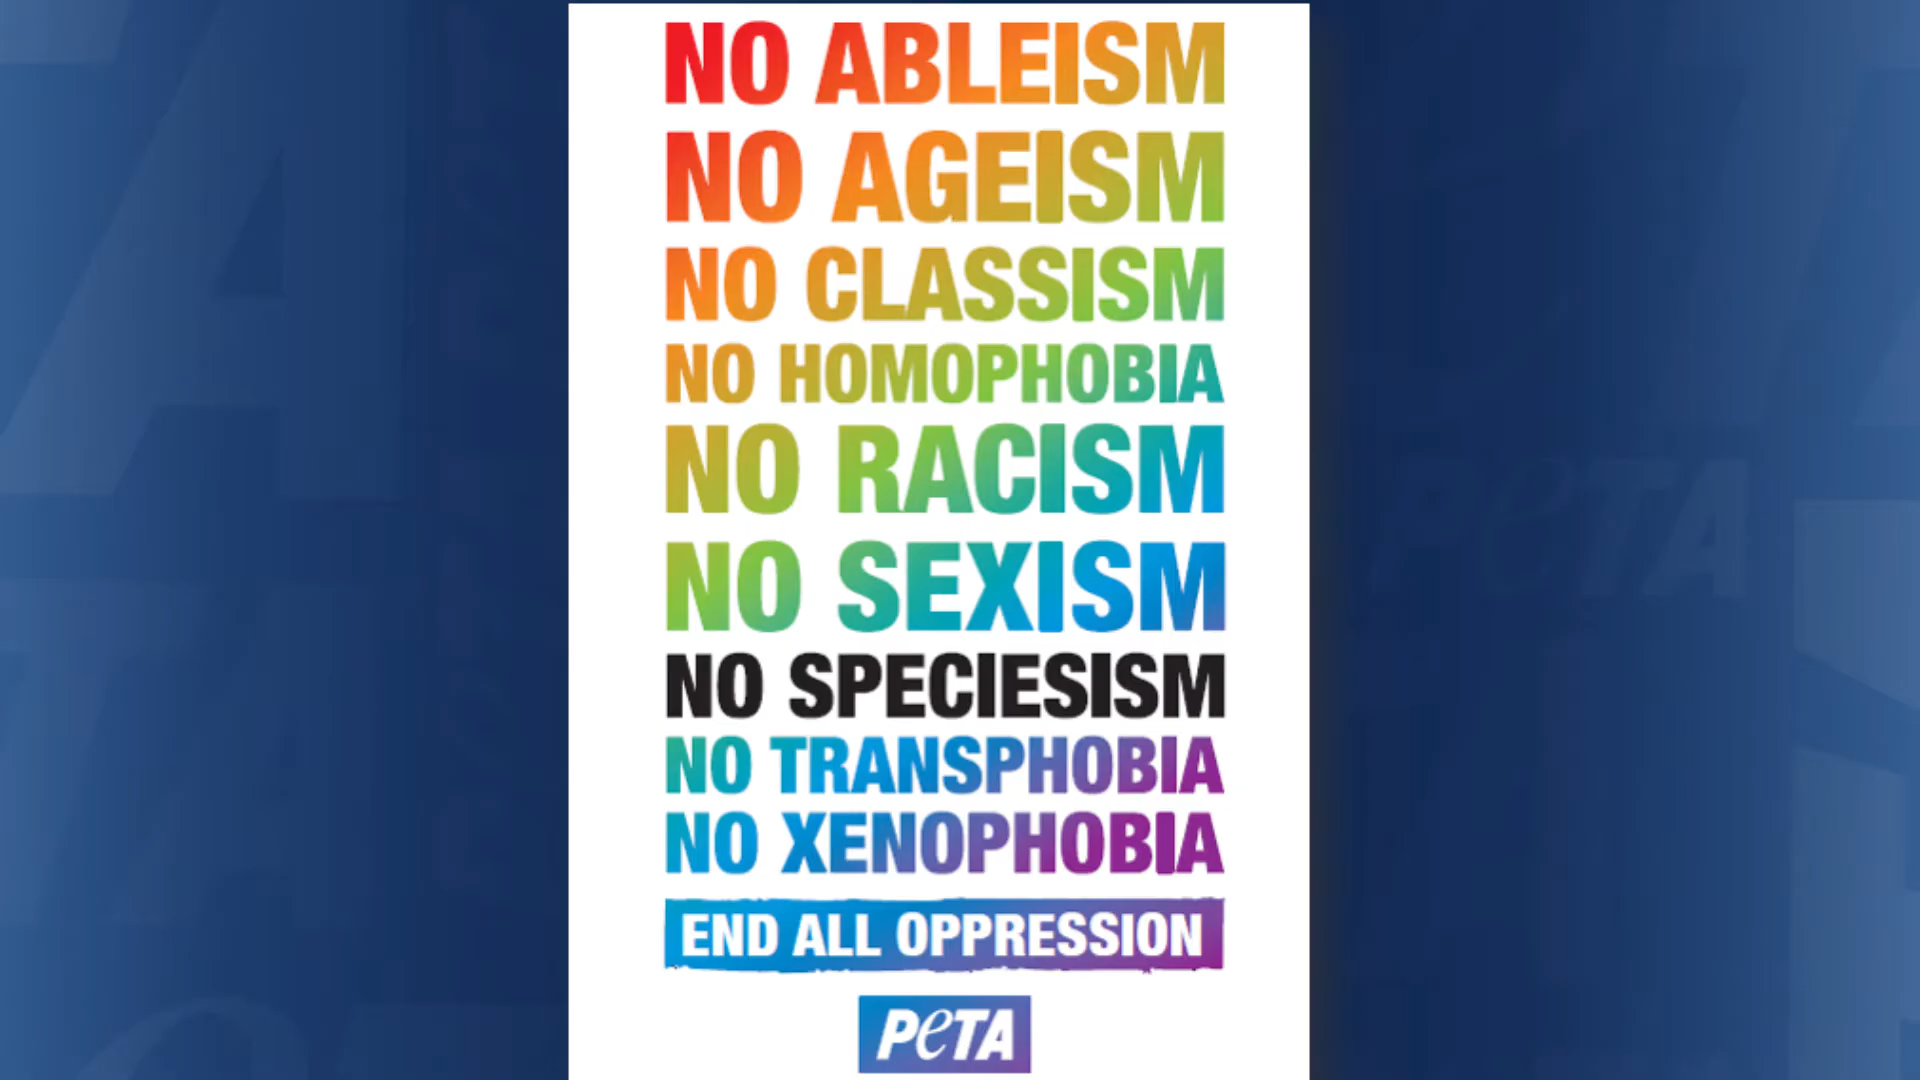 NO ABLEISM
NO AGEISM
NO CLASSISM
NO HOMOPHOBIA
NO RACISM
NO SEXISM
NO SPECIESISM
NO TRANSPHOBIA
NO XENOPHOBIA
END ALL OPPRESSION
PeTA
PeTA